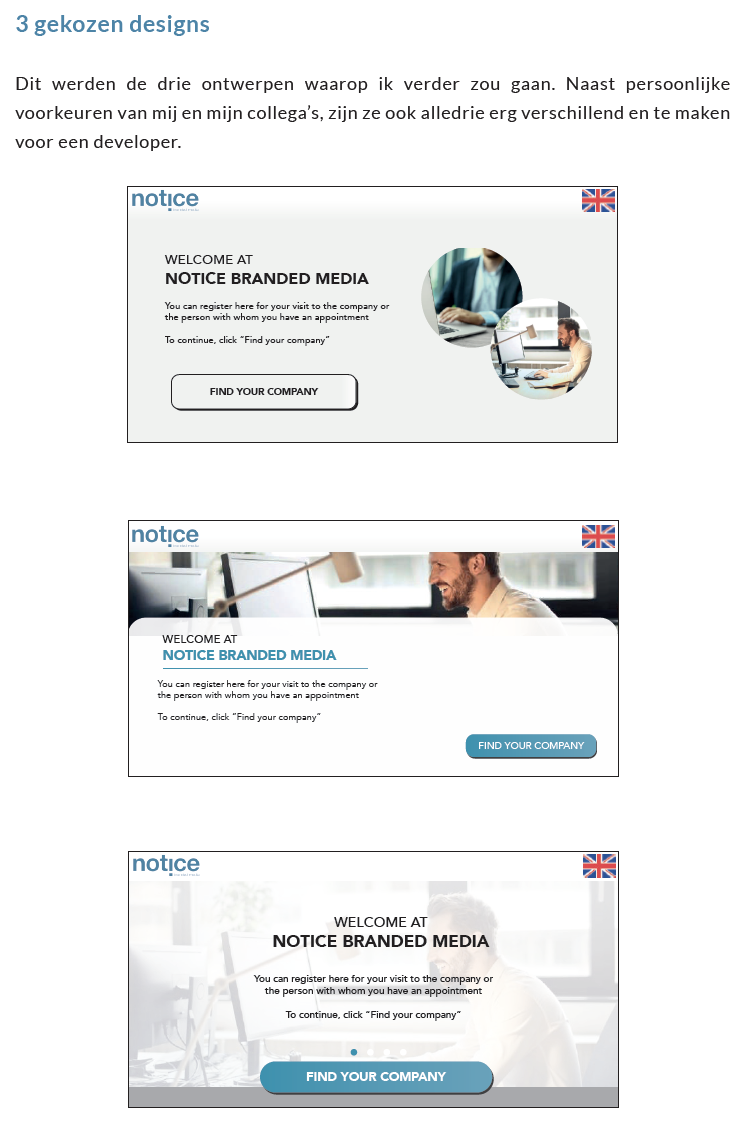 3 gekozen designs
Dit werden de drie ontwerpen waarop ik verder zou gaan. Naast persoonlijke
voorkeuren van mij en mijn collega’s, zijn ze ook alledrie erg verschillend en te maken
voor een developer.
notice
WELCOME AT
NOTICE BRANDED MEDIA
You can register here for your visit to the company or
the person with whom you have an appointment
To continue, click “Find your company”
FIND YOUR COMPANY
notice
WELCOME AT
NOTICE BRANDED MEDIA
You can register here for your visit to the company or
the person with whom you have an appointment
To continue, click “Find your company”
FIND YOUR COMPANY
notice
WELCOME AT
NOTICE BRANDED MEDIA
You can register here for your visit to the company or
the person with whom you have an appointment
To continue, click “Find your company”
FIND YOUR COMPANY